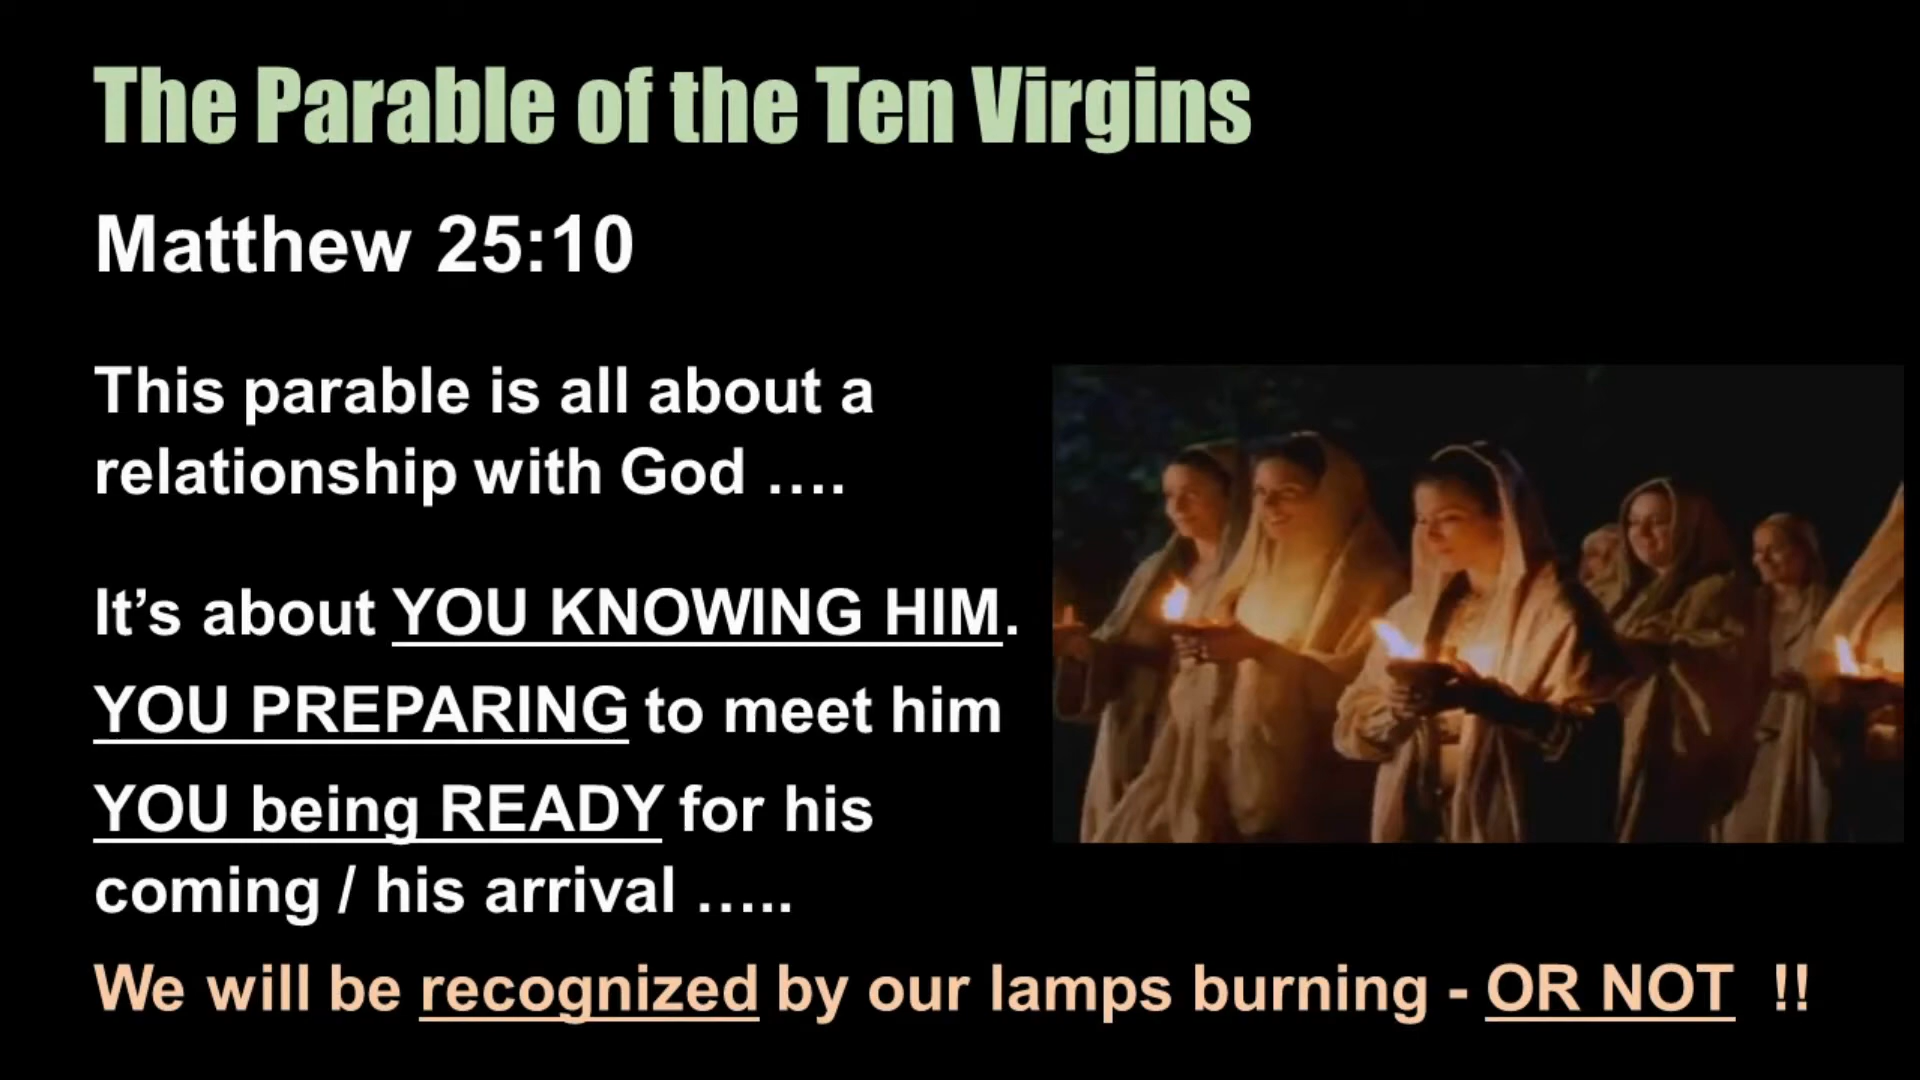 The Parable of the Ten Virgins
Matthew 25:10
This parable is all about a
relationship with God ….
It’s about YOU KNOWING HIM.
YOU PREPARING to meet him
YOU being READY for his
coming / his arrival …..
We will be recognized by our lamps burning - OR NOT !!